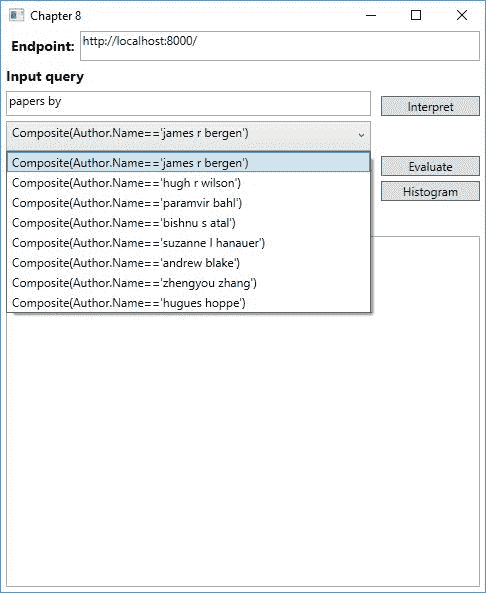 Chapter 8
Endpoint: http://localhost:8000/
Input query
papers by
Interpret
Composite(Author.Name=='james r bergen')
Composite(Author.Name=='james r bergen')
Evaluate
Composite(Author.Name=='hugh r wilson')
Histogram
Composite(Author.Name=='paramvir bahl')
Composite(Author.Name=='bishnu s atal')
Composite(Author.Name=='suzanne l hanauer')
Composite(Author.Name=='andrew blake')
Composite(Author.Name=='zhengyou zhang')
Composite(Author.Name=='hugues hoppe')